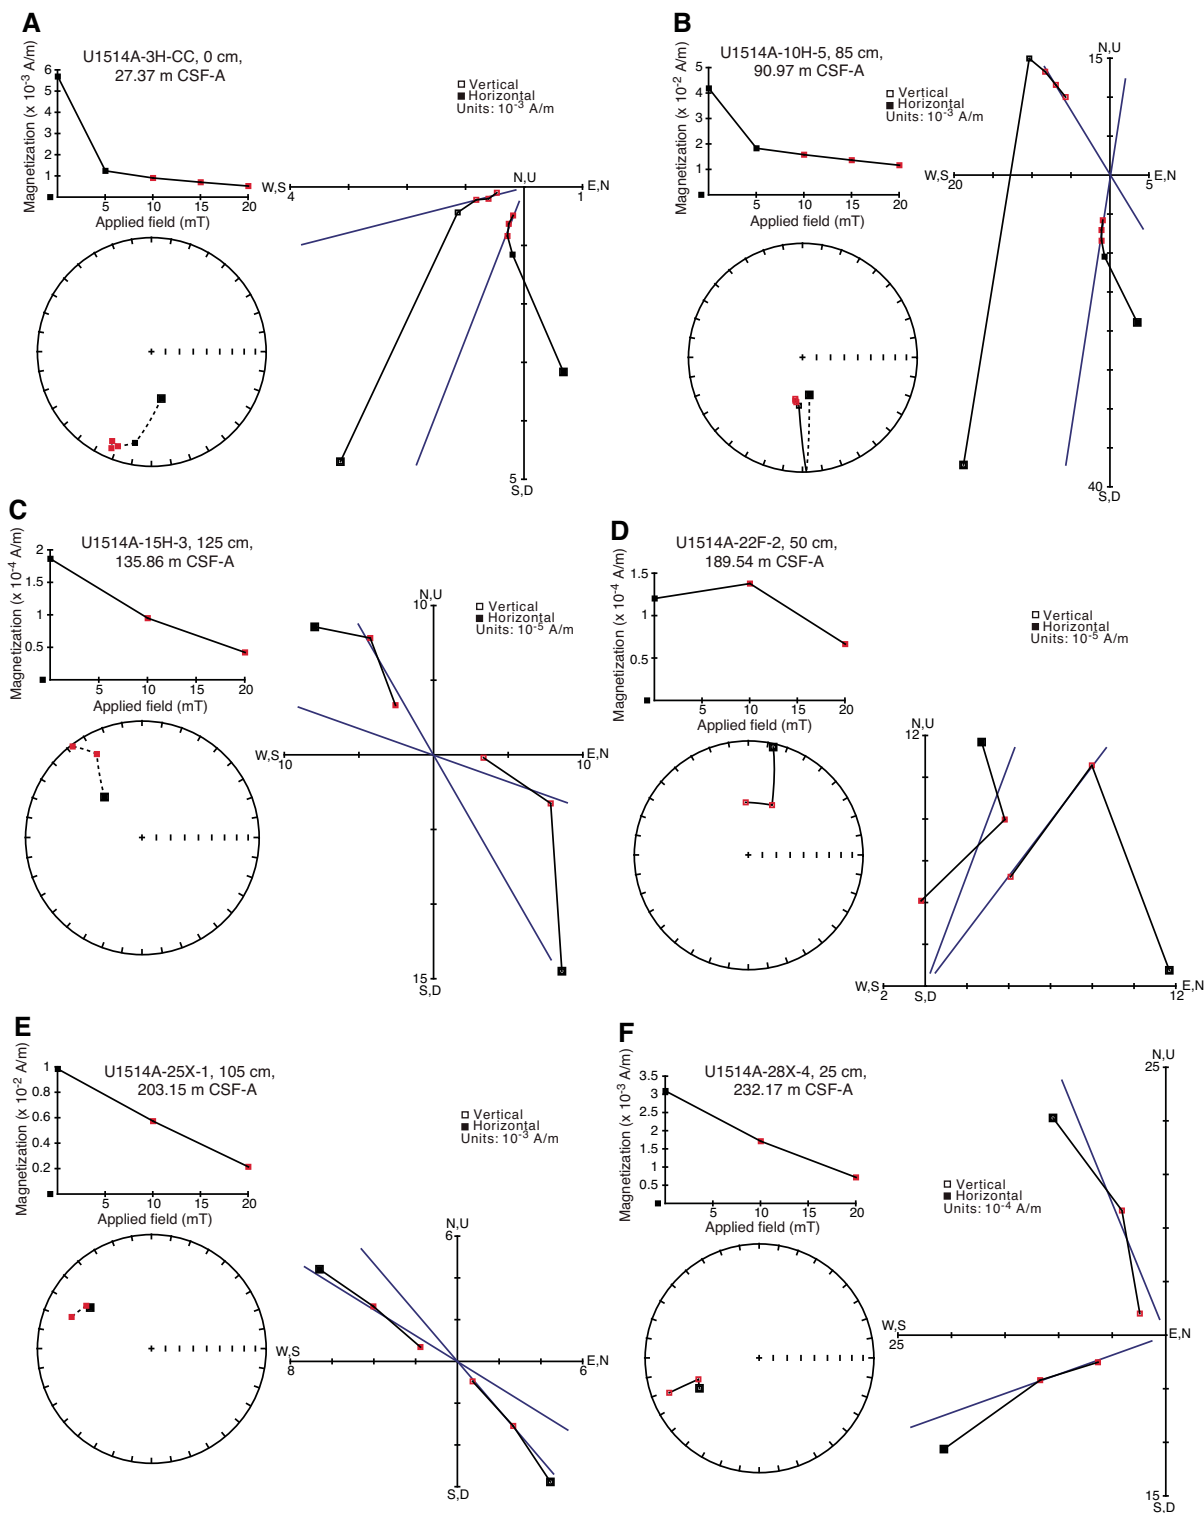 A
U1514A-3H-CC, 0 cm,
27.37 m CSF-A
Magnetization (x 10-3 A/m)
6
5
4
3
2
1
5 10 15 20
Applied field (mT)
Vertical
Horizontal
Units: 10-3 A/m
N,U
W,S
4
E,N
1
5
S,D
B
U1514A-10H-5, 85 cm,
90.97 m CSF-A
Magnetization (x 10-2 A/m)
5
4
3
2
1
5 10 15 20
Applied field (mT)
Vertical
Horizontal
Units: 10-3 A/m
N,U
15
W,S
20
E,N
5
40
S,D
C
U1514A-15H-3, 125 cm,
135.86 m CSF-A
Magnetization (x 10-4 A/m)
2
1.5
1
0.5
5 10 15 20
Applied field (mT)
Vertical
Horizontal
Units: 10-5 A/m
N,U
10
W,S
10
E,N
10
15
S,D
D
U1514A-22F-2, 50 cm,
189.54 m CSF-A
Magnetization (x 10-4 A/m)
1.5
1
0.5
5 10 15 20
Applied field (mT)
Vertical
Horizontal
Units: 10-5 A/m
N,U
12
W,S
2
S,D
E,N
12
E
U1514A-25X-1, 105 cm,
203.15 m CSF-A
Magnetization (x 10-2 A/m)
1
0.8
0.6
0.4
0.2
5 10 15 20
Applied field (mT)
Vertical
Horizontal
Units: 10-3 A/m
N,U
6
W,S
8
E,N
6
S,D
F
U1514A-28X-4, 25 cm,
232.17 m CSF-A
Magnetization (x 10-3 A/m)
3.5
3
2.5
2
1.5
1
0.5
5 10 15 20
Applied field (mT)
Vertical
Horizontal
Units: 10-4 A/m
N,U
25
W,S
25
E,N
15
S,D